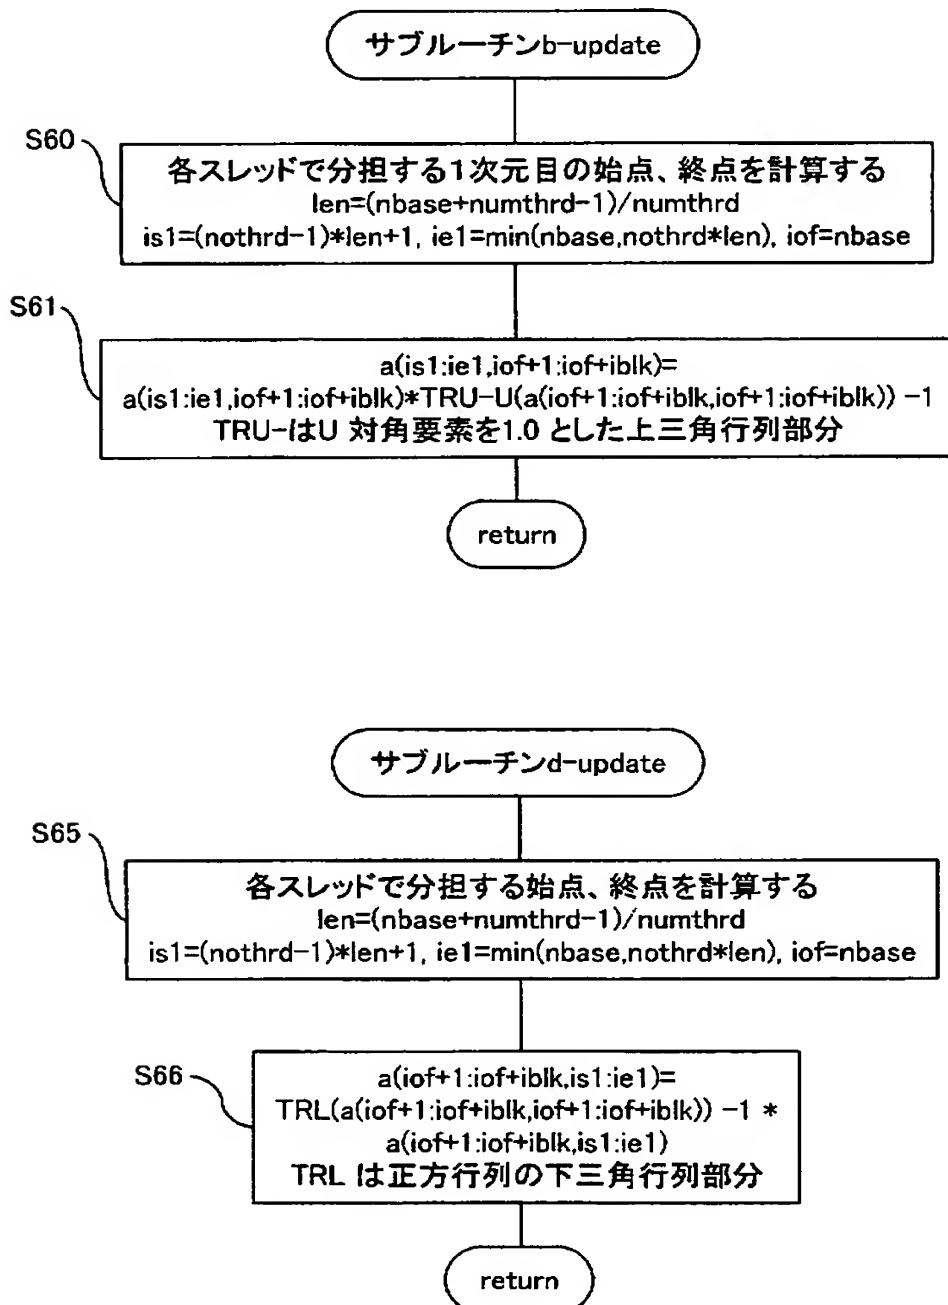 サブルーチンb-update
S60
各スレッドで分担する1次元目の始点、終点を計算する
len=(nbase+numthrd-1)/numthrd
is1=(nothrd-1)*len+1, ie1=min(nbase,nothrd*len), iof=nbase
S61
a(is1:ie1,iof+1:iof+iblk)=
a(is1:ie1,iof+1:iof+iblk)*TRU-U(a(iof+1:iof+iblk,iof+1:iof+iblk)) -1
TRU-はU 対角要素を1.0 とした上三角行列部分
return
サブルーチンd-update
S65
各スレッドで分担する始点、終点を計算する
len=(nbase+numthrd-1)/numthrd
is1=(nothrd-1)*len+1, ie1=min(nbase,nothrd*len), iof=nbase
S66
a(iof+1:iof+iblk,is1:ie1)=
TRL(a(iof+1:iof+iblk,iof+1:iof+iblk)) -1 *
a(iof+1:iof+iblk,is1:ie1)
TRL は正方行列の下三角行列部分
return